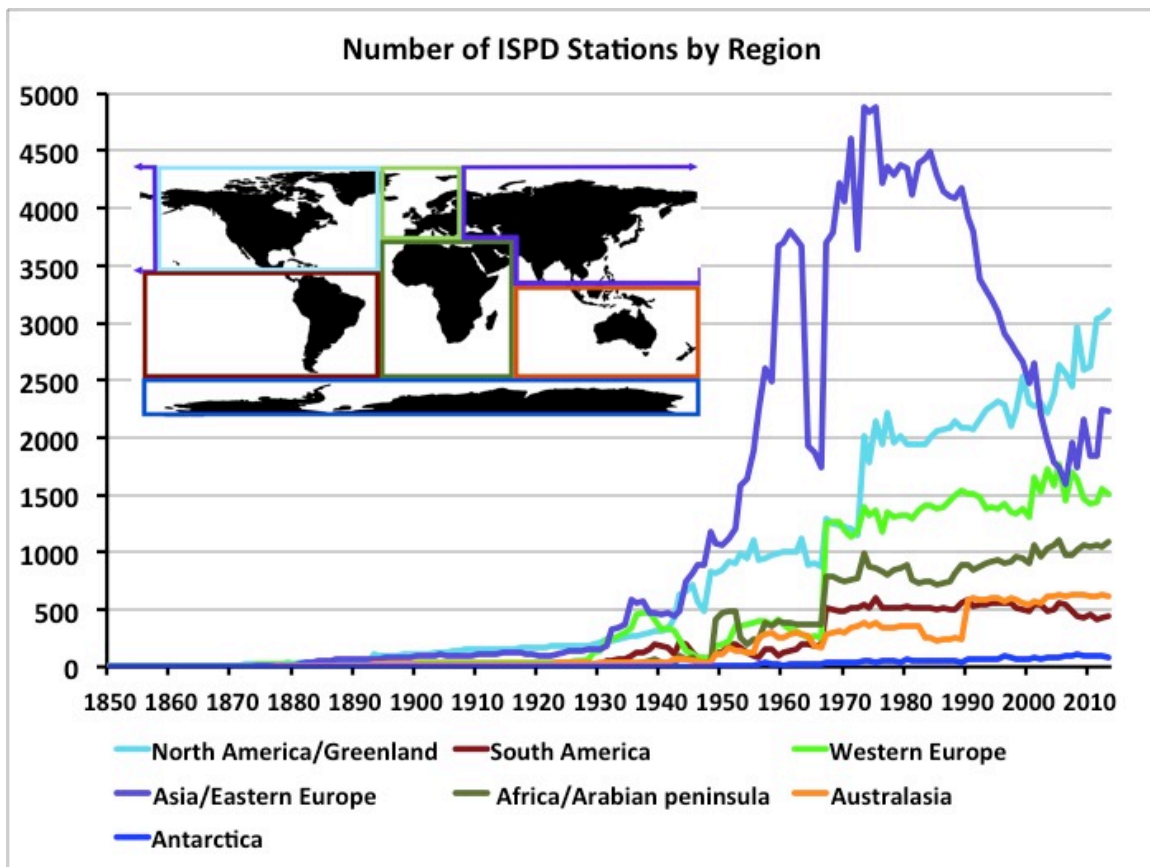 Number of ISPD Stations by Region
5000
4500
4000
3500
3000
2500
2000
1500
1000
500
0
1850 1860 1870 1880 1890 1900 1910 1920 1930 1940 1950 1960 1970 1980 1990 2000 2010
North America/Greenland South America Western Europe
Asia/Eastern Europe Africa/Arabian peninsula Australasia
Antarctica